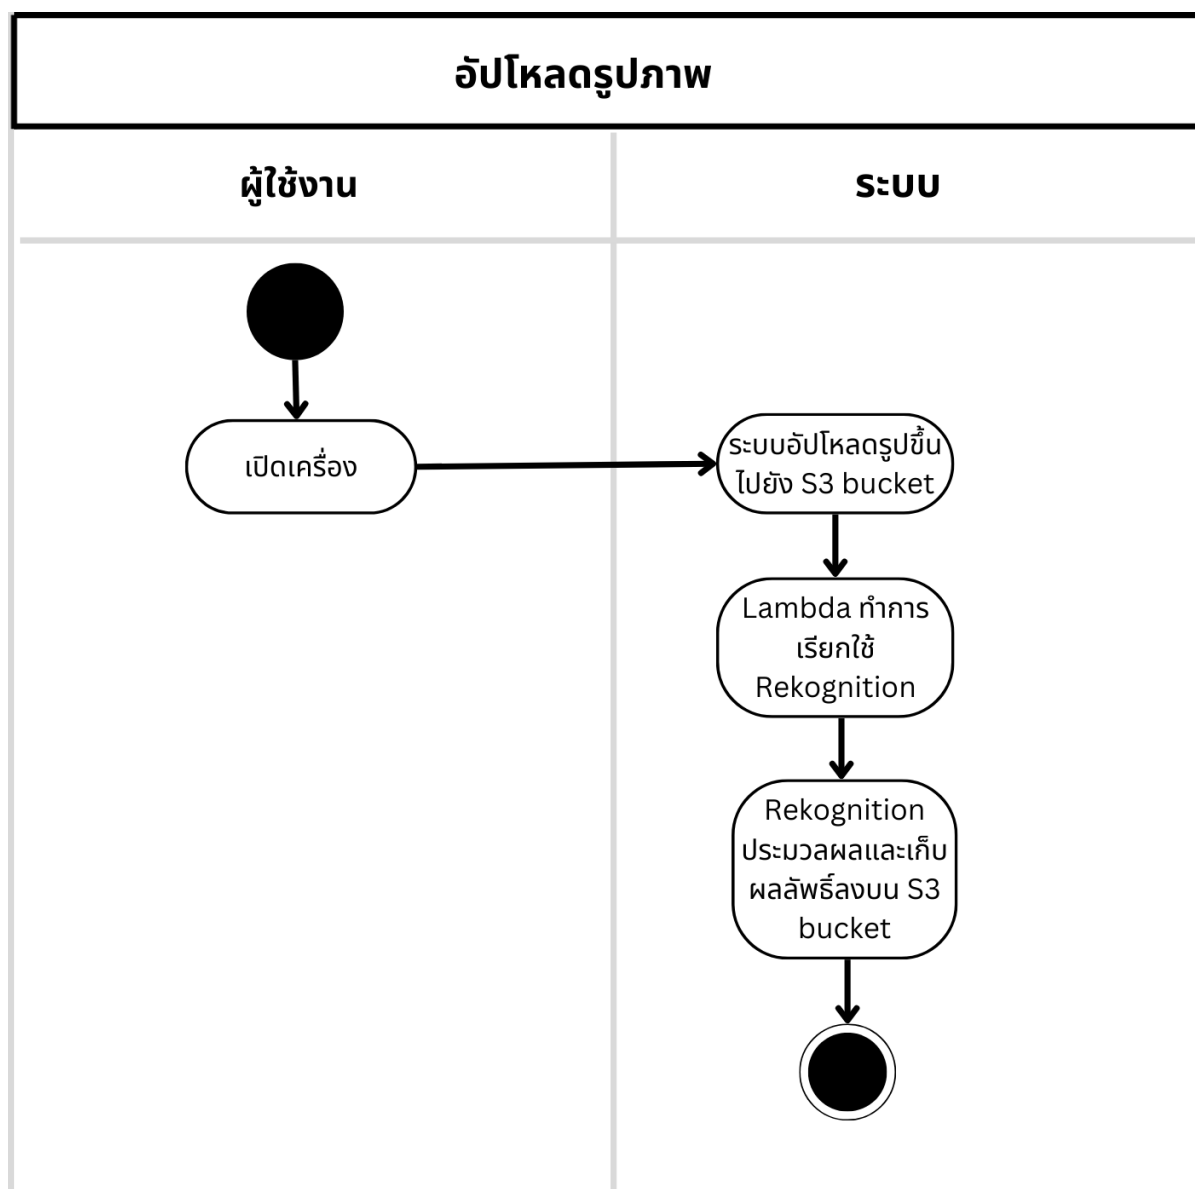 อัปโหลดรูปภาพ
ผู้ใช้งาน
ระบบ
เปิดเครื่อง
ระบบอัปโหลดรูปขึ้น
ไปยัง S3 bucket
Lambda ทำการ
เรียกใช้
Rekognition
Rekognition
ประมวลผลและเก็บ
ผลลัพธิ์ลงบน S3
bucket